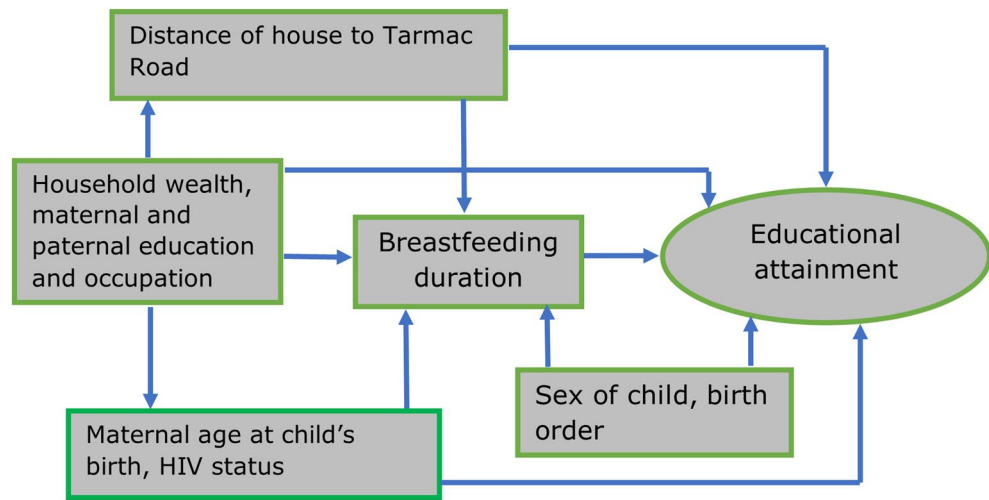 Distance of house to Tarmac
Road
Household wealth,
maternal and
paternal education
and occupation
Breastfeeding
duration
Educational
attainment
Sex of child, birth
order
Maternal age at child’s
birth, HIV status